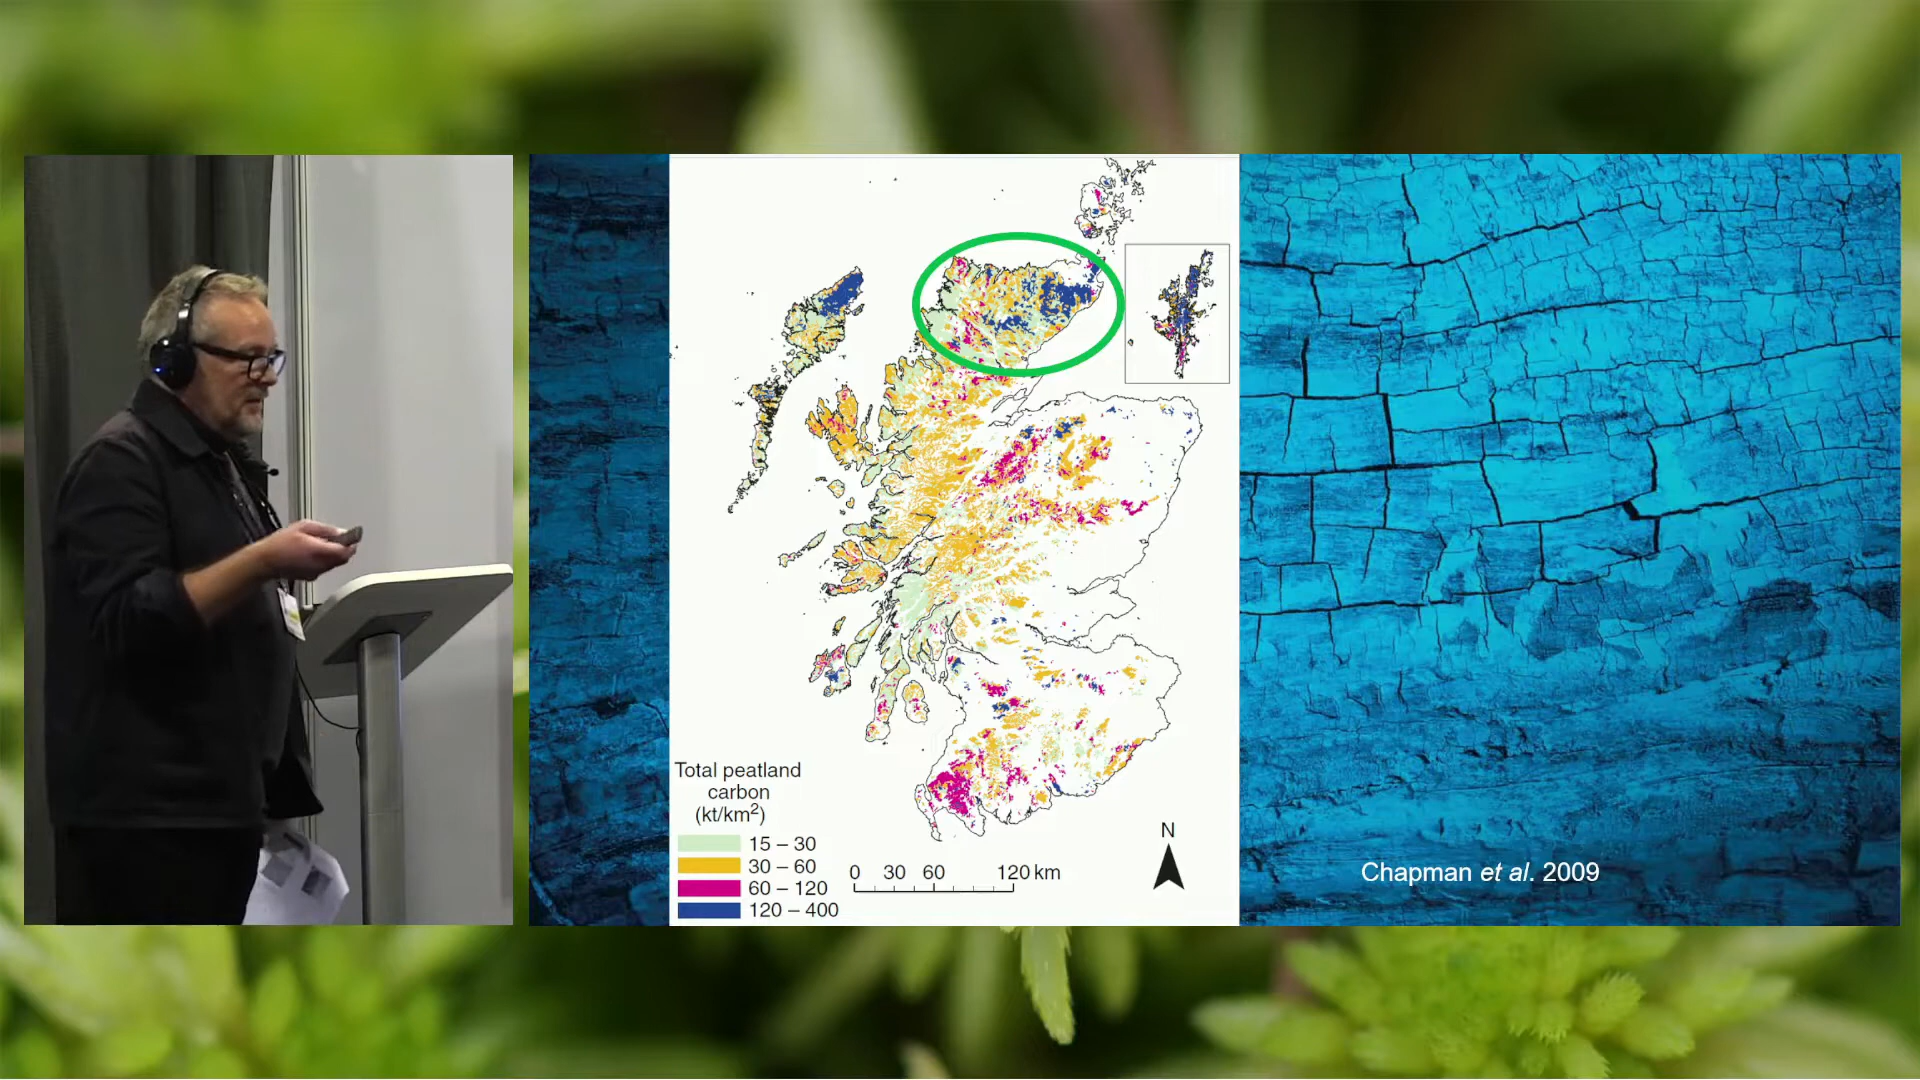 Total peatland
carbon
(kt/km²)
15 – 30
30 – 60
60 – 120
120 – 400
0 30 60 120 km
N
Chapman et al. 2009